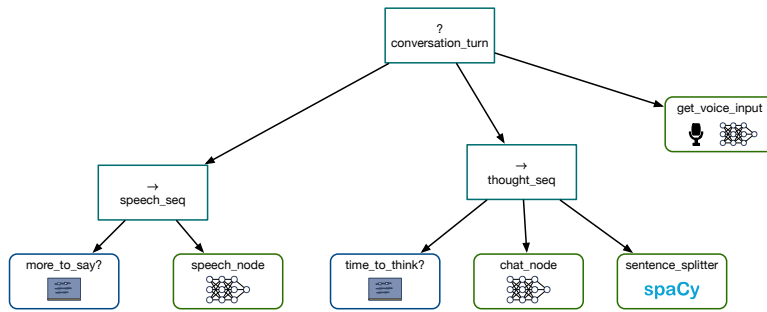 ?
conversation_turn
get_voice_input
→
speech_seq
→
thought_seq
more_to_say?
speech_node
time_to_think?
chat_node
sentence_splitter
spaCy